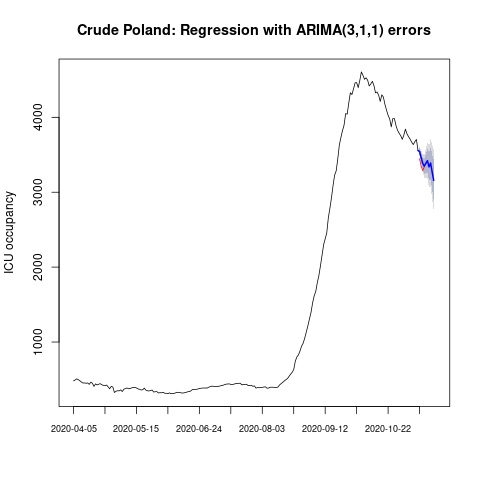 Crude Poland: Regression with ARIMA(3,1,1) errors
ICU occupancy
4000
3000
2000
1000
2020-04-05 2020-05-15 2020-06-24 2020-08-03 2020-09-12 2020-10-22